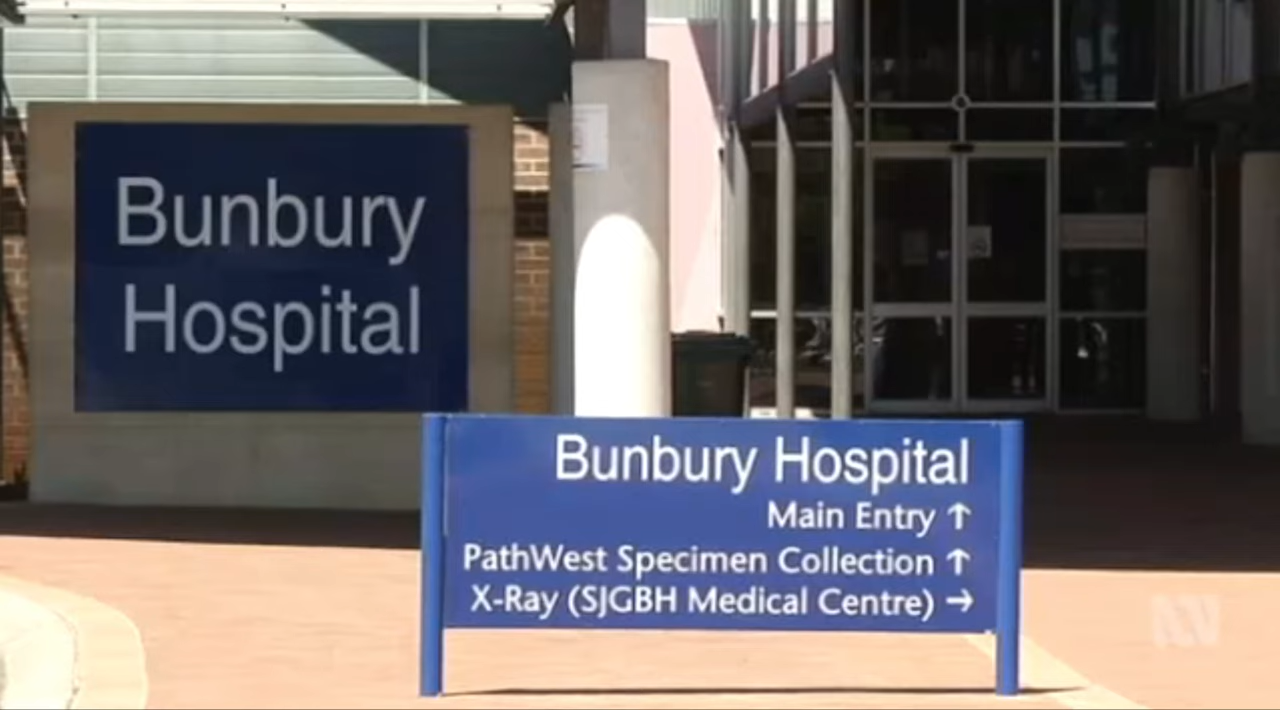 Bunbury
Hospital
Bunbury Hospital
Main Entry ↑
PathWest Specimen Collection ↑
X-Ray (SJGBH Medical Centre) →